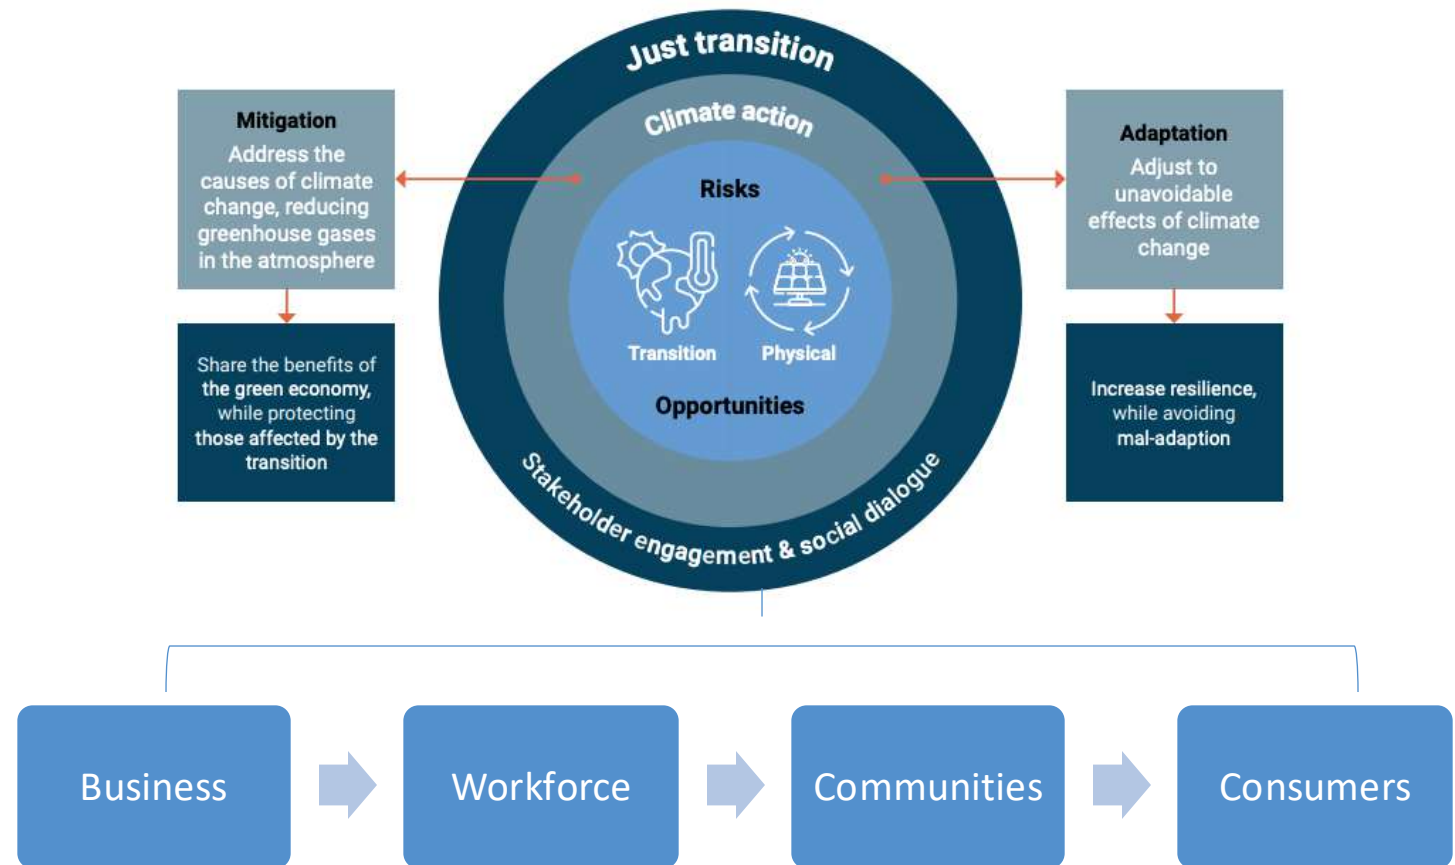 Just transition
Climate action
Mitigation
Address the
causes of climate
change, reducing
greenhouse gases
in the atmosphere
Share the benefits of
the green economy,
while protecting
those affected by the
transition
Risks
Transition
Physical
Opportunities
Stakeholder engagement & social dialogue
Adaptation
Adjust to
unavoidable
effects of climate
change
Increase resilience,
while avoiding
mal-adaption
Business
Workforce
Communities
Consumers